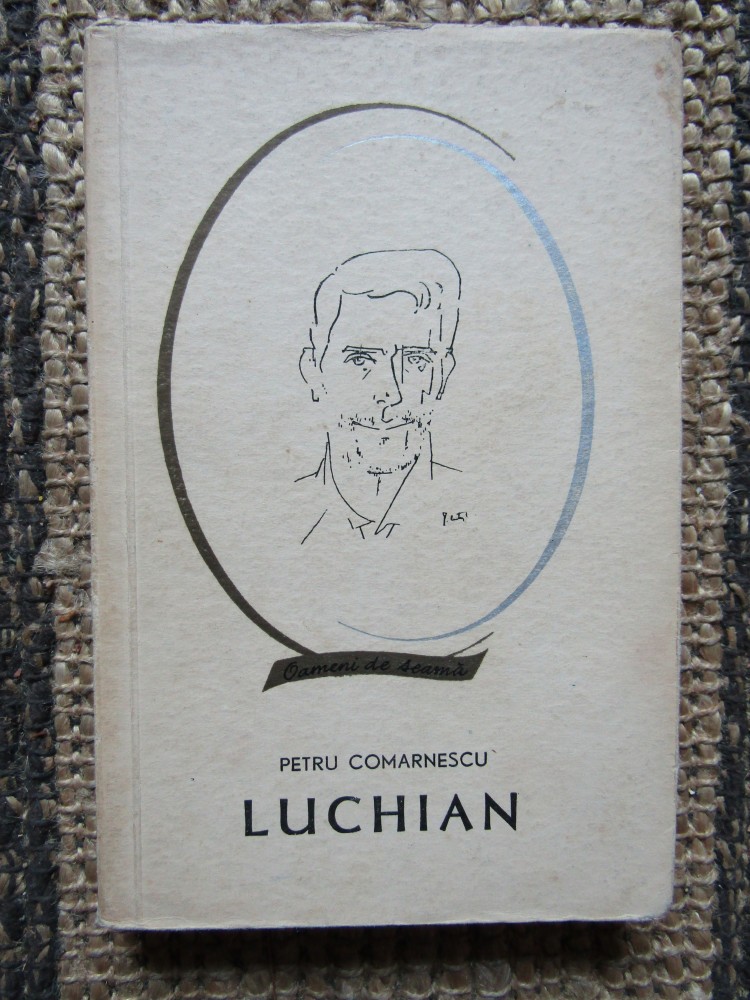 Oameni de seamă
PETRU COMARNESCU
LUCHIAN